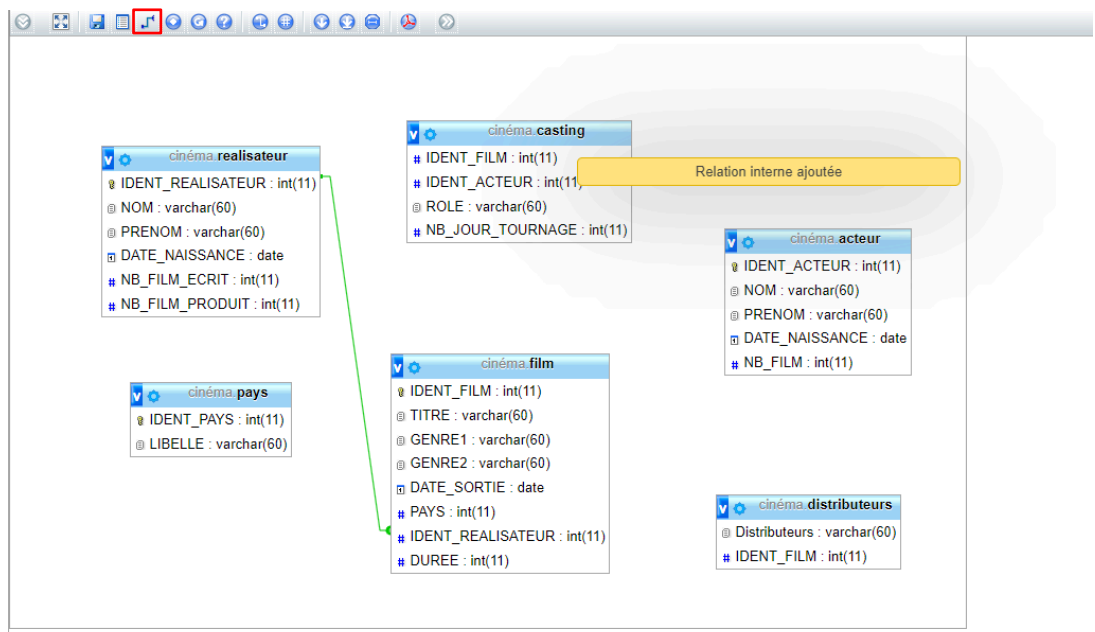 cinéma.realisateur
IDENT_REALISATEUR : int(11)
NOM : varchar(60)
PRENOM : varchar(60)
DATE_NAISSANCE : date
NB_FILM_ECRIT : int(11)
NB_FILM_PRODUIT : int(11)
cinéma.casting
IDENT_FILM : int(11)
IDENT_ACTEUR : int(11)
ROLE : varchar(60)
NB_JOUR_TOURNAGE : int(11)
Relation interne ajoutée
cinéma.acteur
IDENT_ACTEUR : int(11)
NOM : varchar(60)
PRENOM : varchar(60)
DATE_NAISSANCE : date
NB_FILM : int(11)
cinéma.pays
IDENT_PAYS : int(11)
LIBELLE : varchar(60)
cinéma.film
IDENT_FILM : int(11)
TITRE : varchar(60)
GENRE1 : varchar(60)
GENRE2 : varchar(60)
DATE_SORTIE : date
PAYS : int(11)
IDENT_REALISATEUR : int(11)
DUREE : int(11)
cinéma.distributeurs
Distributeurs : varchar(60)
IDENT_FILM : int(11)